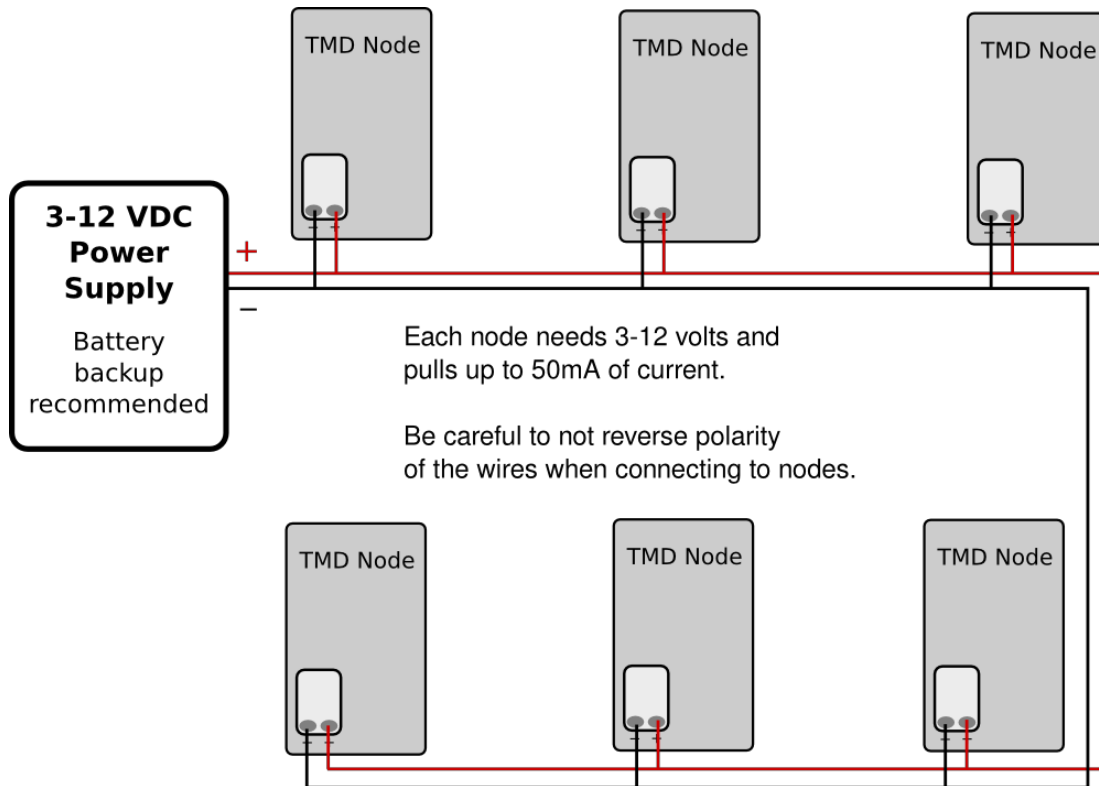 TMD Node
TMD Node
TMD Node
3-12 VDC
Power
Supply
Battery
backup
recommended
+
−
Each node needs 3-12 volts and
pulls up to 50mA of current.
Be careful to not reverse polarity
of the wires when connecting to nodes.
TMD Node
TMD Node
TMD Node